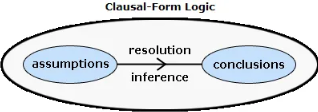 Clausal-Form Logic
resolution
assumptions
conclusions
inference